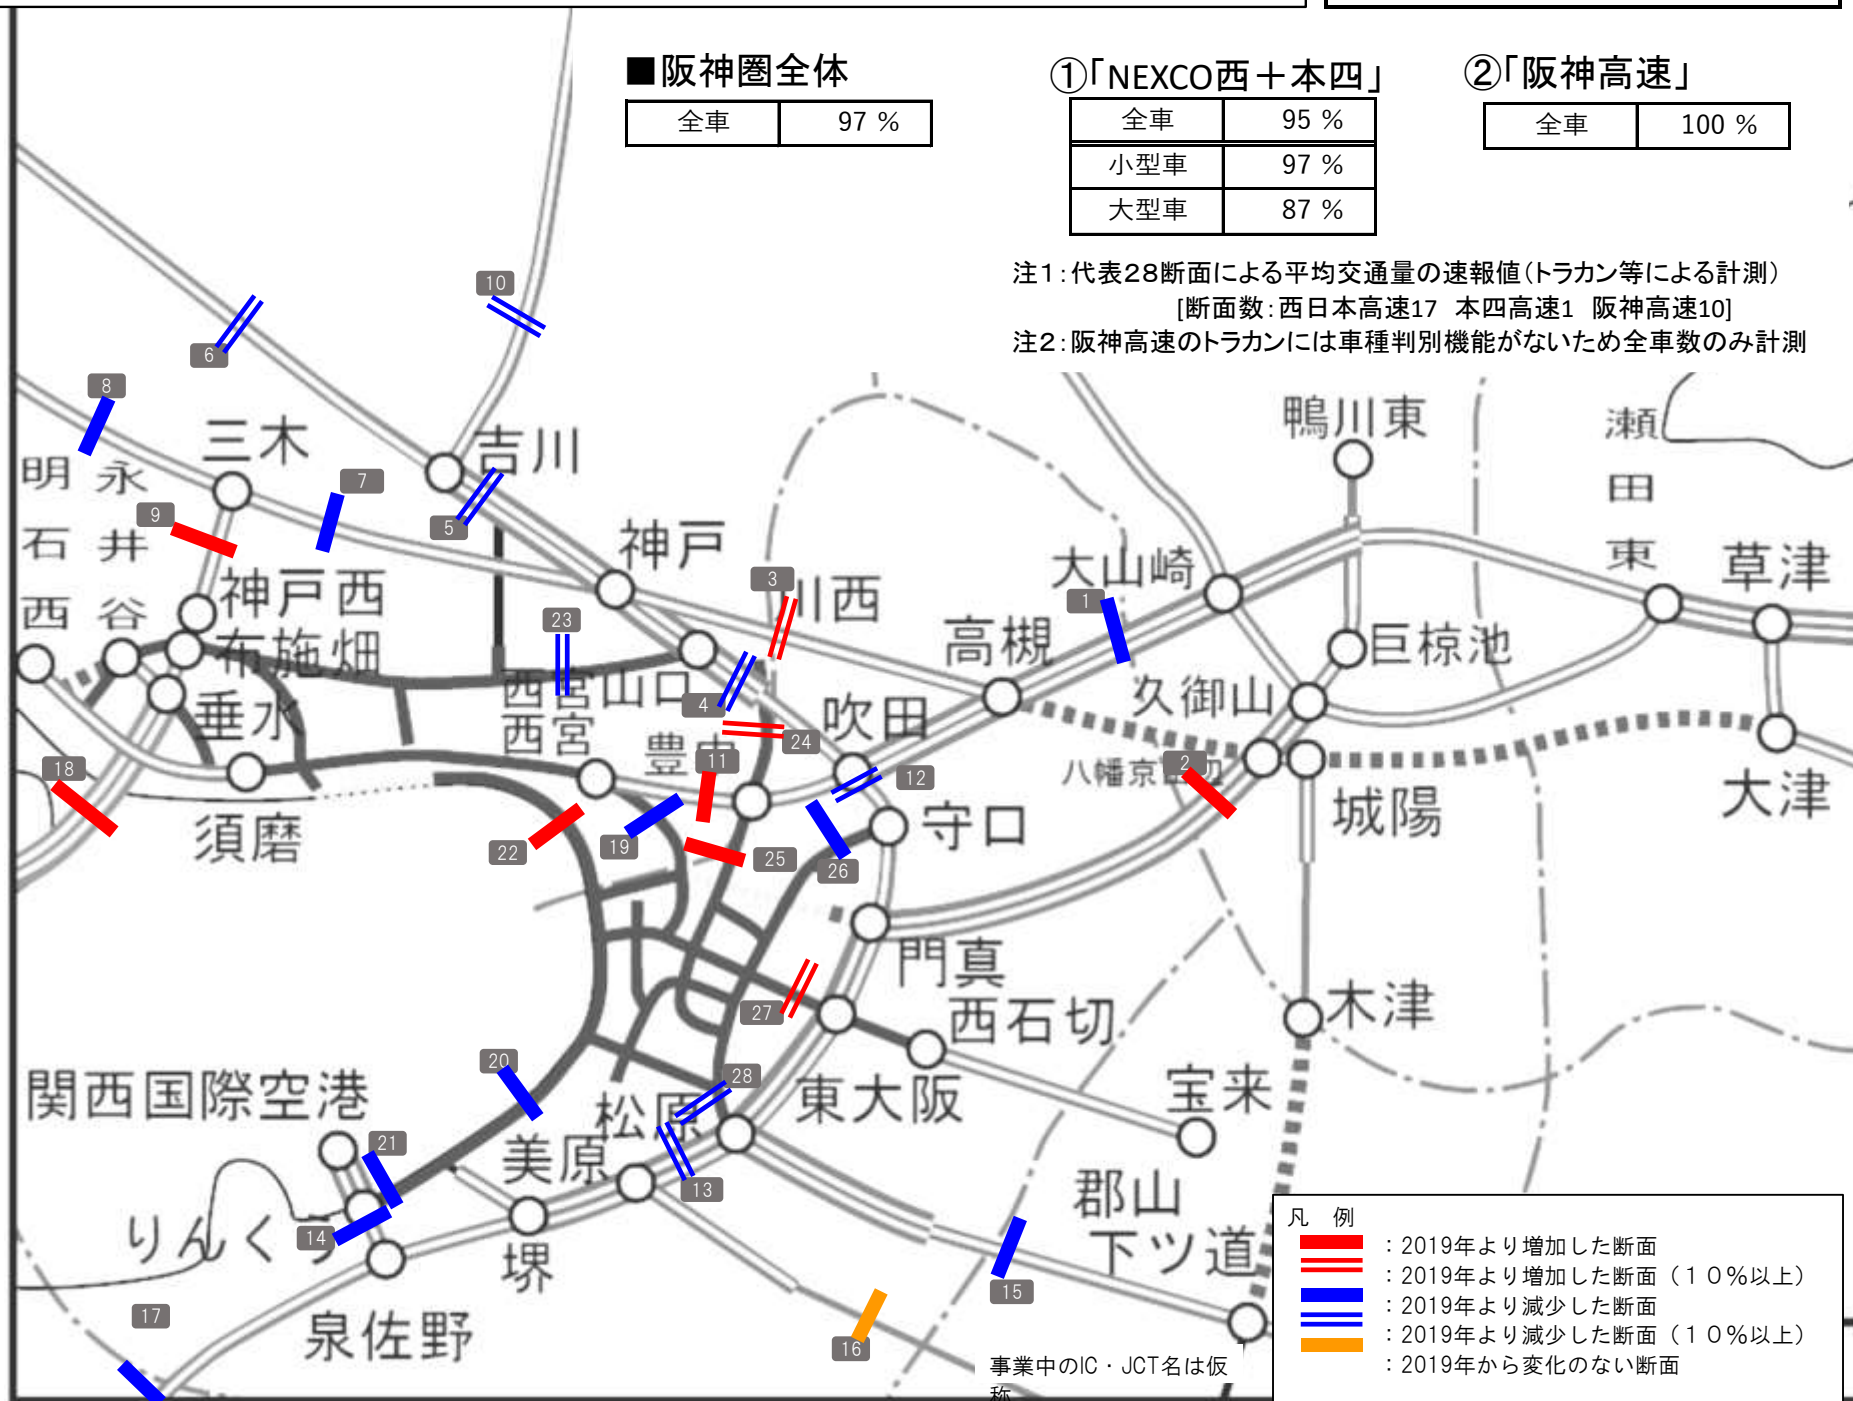 ■阪神圏全体
全車 97 %
①「NEXCO西＋本四」
全車 95 %
小型車 97 %
大型車 87 %
②「阪神高速」
全車 100 %
注１：代表２８断面による平均交通量の速報値（トラカン等による計測）
[断面数：西日本高速17 本四高速1 阪神高速10]
注２：阪神高速のトラカンには車種判別機能がないため全車数のみ計測
10
6
8
三木
吉川
鴨川東
瀬田東
明石西
永井谷
7
9
5
神戸
大山崎
草津
3
川西
1
神戸西
布施畑
23
高槻
巨椋池
西宮山口
西宮
4
吹田
久御山
垂水
豊中
24
11
12
八幡京田辺
2
18
大津
須磨
22
19
25
26
守口
城陽
門真
27
西石切
木津
20
28
関西国際空港
松原
東大阪
宝来
21
美原
13
郡山
下ツ道
14
りんくう
堺
15
17
泉佐野
16
事業中のIC・JCT名は仮
称
凡 例
：2019年より増加した断面
：2019年より増加した断面（１０％以上）
：2019年より減少した断面
：2019年より減少した断面（１０％以上）
：2019年から変化のない断面